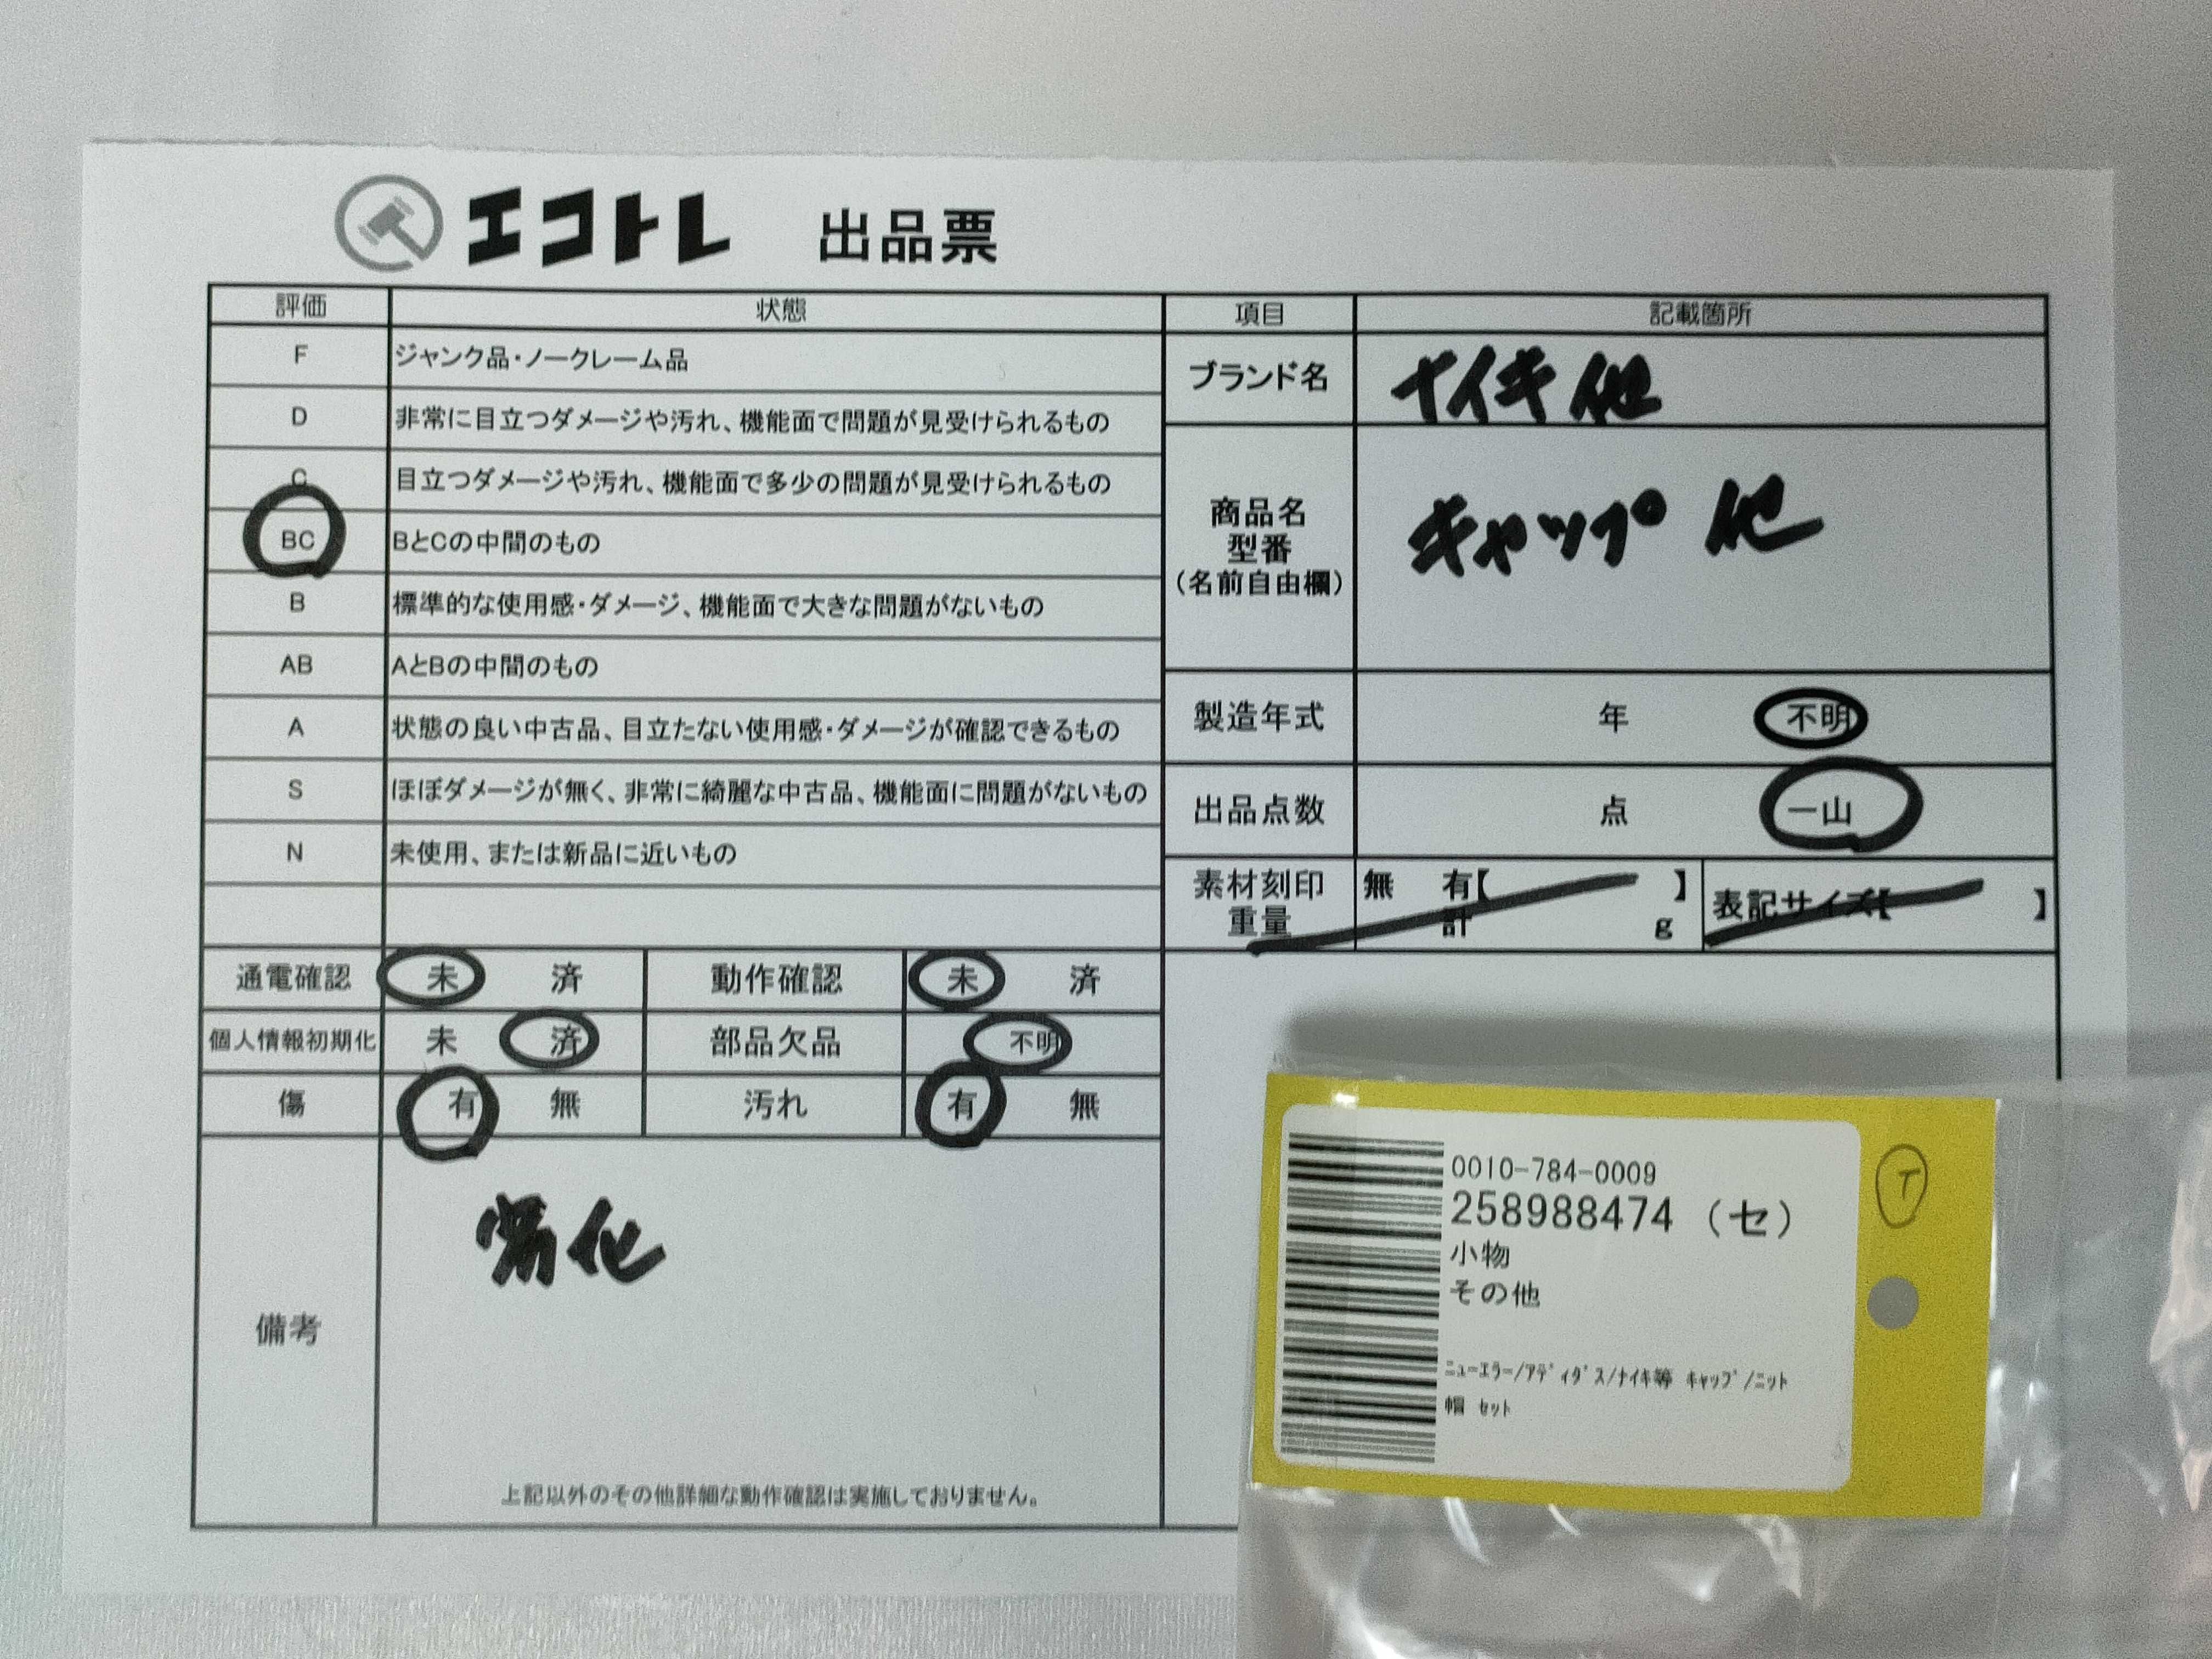 エコトレ 出品票
評価 状態 項目 記載箇所
F ジャンク品・ノークレーム品
D 非常に目立つダメージや汚れ、機能面で問題が見受けられるもの
C 目立つダメージや汚れ、機能面で多少の問題が見受けられるもの
BC BとCの中間のもの
B 標準的な使用感・ダメージ、機能面で大きな問題がないもの
AB AとBの中間のもの
A 状態の良い中古品、目立たない使用感・ダメージが確認できるもの
S ほぼダメージが無く、非常に綺麗な中古品、機能面に問題がないもの
N 未使用、または新品に近いもの
ブランド名 ナイキ 他
商品名
型番
(名前自由欄)
キャップ 他
製造年式 年 不明
出品点数 点 一山
素材刻印 無 有【 】
重量 計 g
表記サイズ【 】
通電確認 未 済 動作確認 未 済
個人情報初期化 未 済 部品欠品 不明
傷 有 無 汚れ 有 無
備考
劣化
上記以外のその他詳細な動作確認は実施しておりません。
0010-784-0009
258988474 (セ)
小物
その他
ﾆｭｰｴﾗｰ/ｱﾃﾞｨﾀﾞｽ/ﾅｲｷ等 ｷｬｯﾌﾟ/ﾆｯﾄ
帽 ｾｯﾄ
T